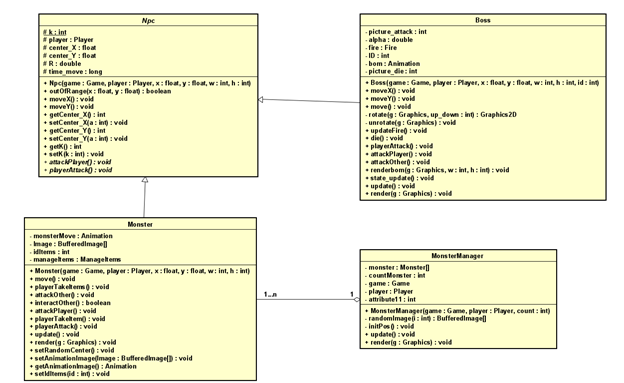 Npc
# k : int
# player : Player
# center_X : float
# center_Y : float
# R : double
# time_move : long
+ Npc(game : Game, player : Player, x : float, y : float, w : int, h : int)
+ outOfRange(x : float, y : float) : boolean
+ moveX() : void
+ moveY() : void
+ getCenter_X() : int
+ setCenter_X(a : int) : void
+ getCenter_Y() : int
+ setCenter_Y(a : int) : void
+ getK() : int
+ setK(k : int) : void
+ attackPlayer() : void
+ playerAttack() : void
Boss
- picture_attack : int
- alpha : double
- fire : Fire
- ID : int
- bom : Animation
- picture_die : int
+ Boss(game : Game, player : Player, x : float, y : float, w : int, h : int, id : int)
+ moveX() : void
+ moveY() : void
+ move() : void
- rotate(g : Graphics, up_down : int) : Graphics2D
- unrotate(g : Graphics) : void
+ updateFire() : void
+ die() : void
+ playerAttack() : void
+ attackPlayer() : void
+ attackOther() : void
+ renderbom(g : Graphics, w : int, h : int) : void
+ state_update() : void
+ update() : void
+ render(g : Graphics) : void
Monster
- monsterMove : Animation
- Image : BufferedImage[]
- idItems : int
- manageItems : ManageItems
+ Monster(game : Game, player : Player, x : float, y : float, w : int, h : int)
+ move() : void
+ playerTakeItems() : void
+ attackOther() : void
+ interactOther() : boolean
+ attackPlayer() : void
+ playerTakeItem() : void
+ playerAttack() : void
+ update() : void
+ render(g : Graphics) : void
+ setRandomCenter() : void
+ setAnimationImage(Image : BufferedImage[]) : void
+ getAnimationImage() : Animation
+ setIdItems(id : int) : void
1,..n
1
MonsterManager
- monster : Monster[]
- countMonster : int
- game : Game
- player : Player
- attribute11 : int
+ MonsterManager(game : Game, player : Player, count : int)
- randomImage(i : int) : BufferedImage[]
- initPos() : void
+ update() : void
+ render(g : Graphics) : void